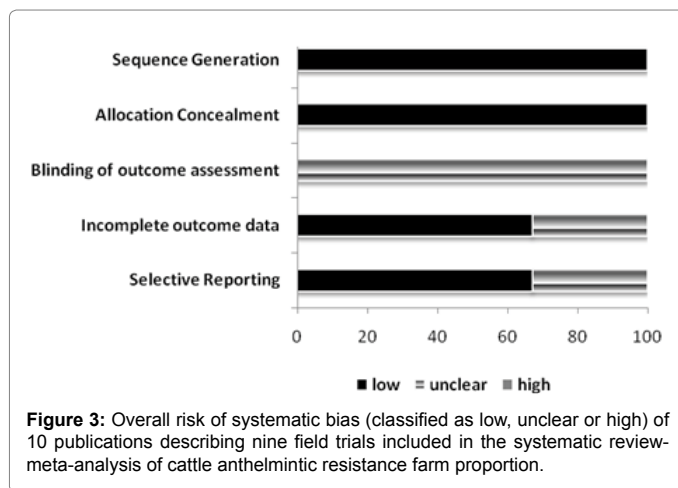 Sequence Generation
Allocation Concealment
Blinding of outcome assessment
Incomplete outcome data
Selective Reporting
0 20 40 60 80 100
low unclear high
Figure 3: Overall risk of systematic bias (classified as low, unclear or high) of
10 publications describing nine field trials included in the systematic review-
meta-analysis of cattle anthelmintic resistance farm proportion.